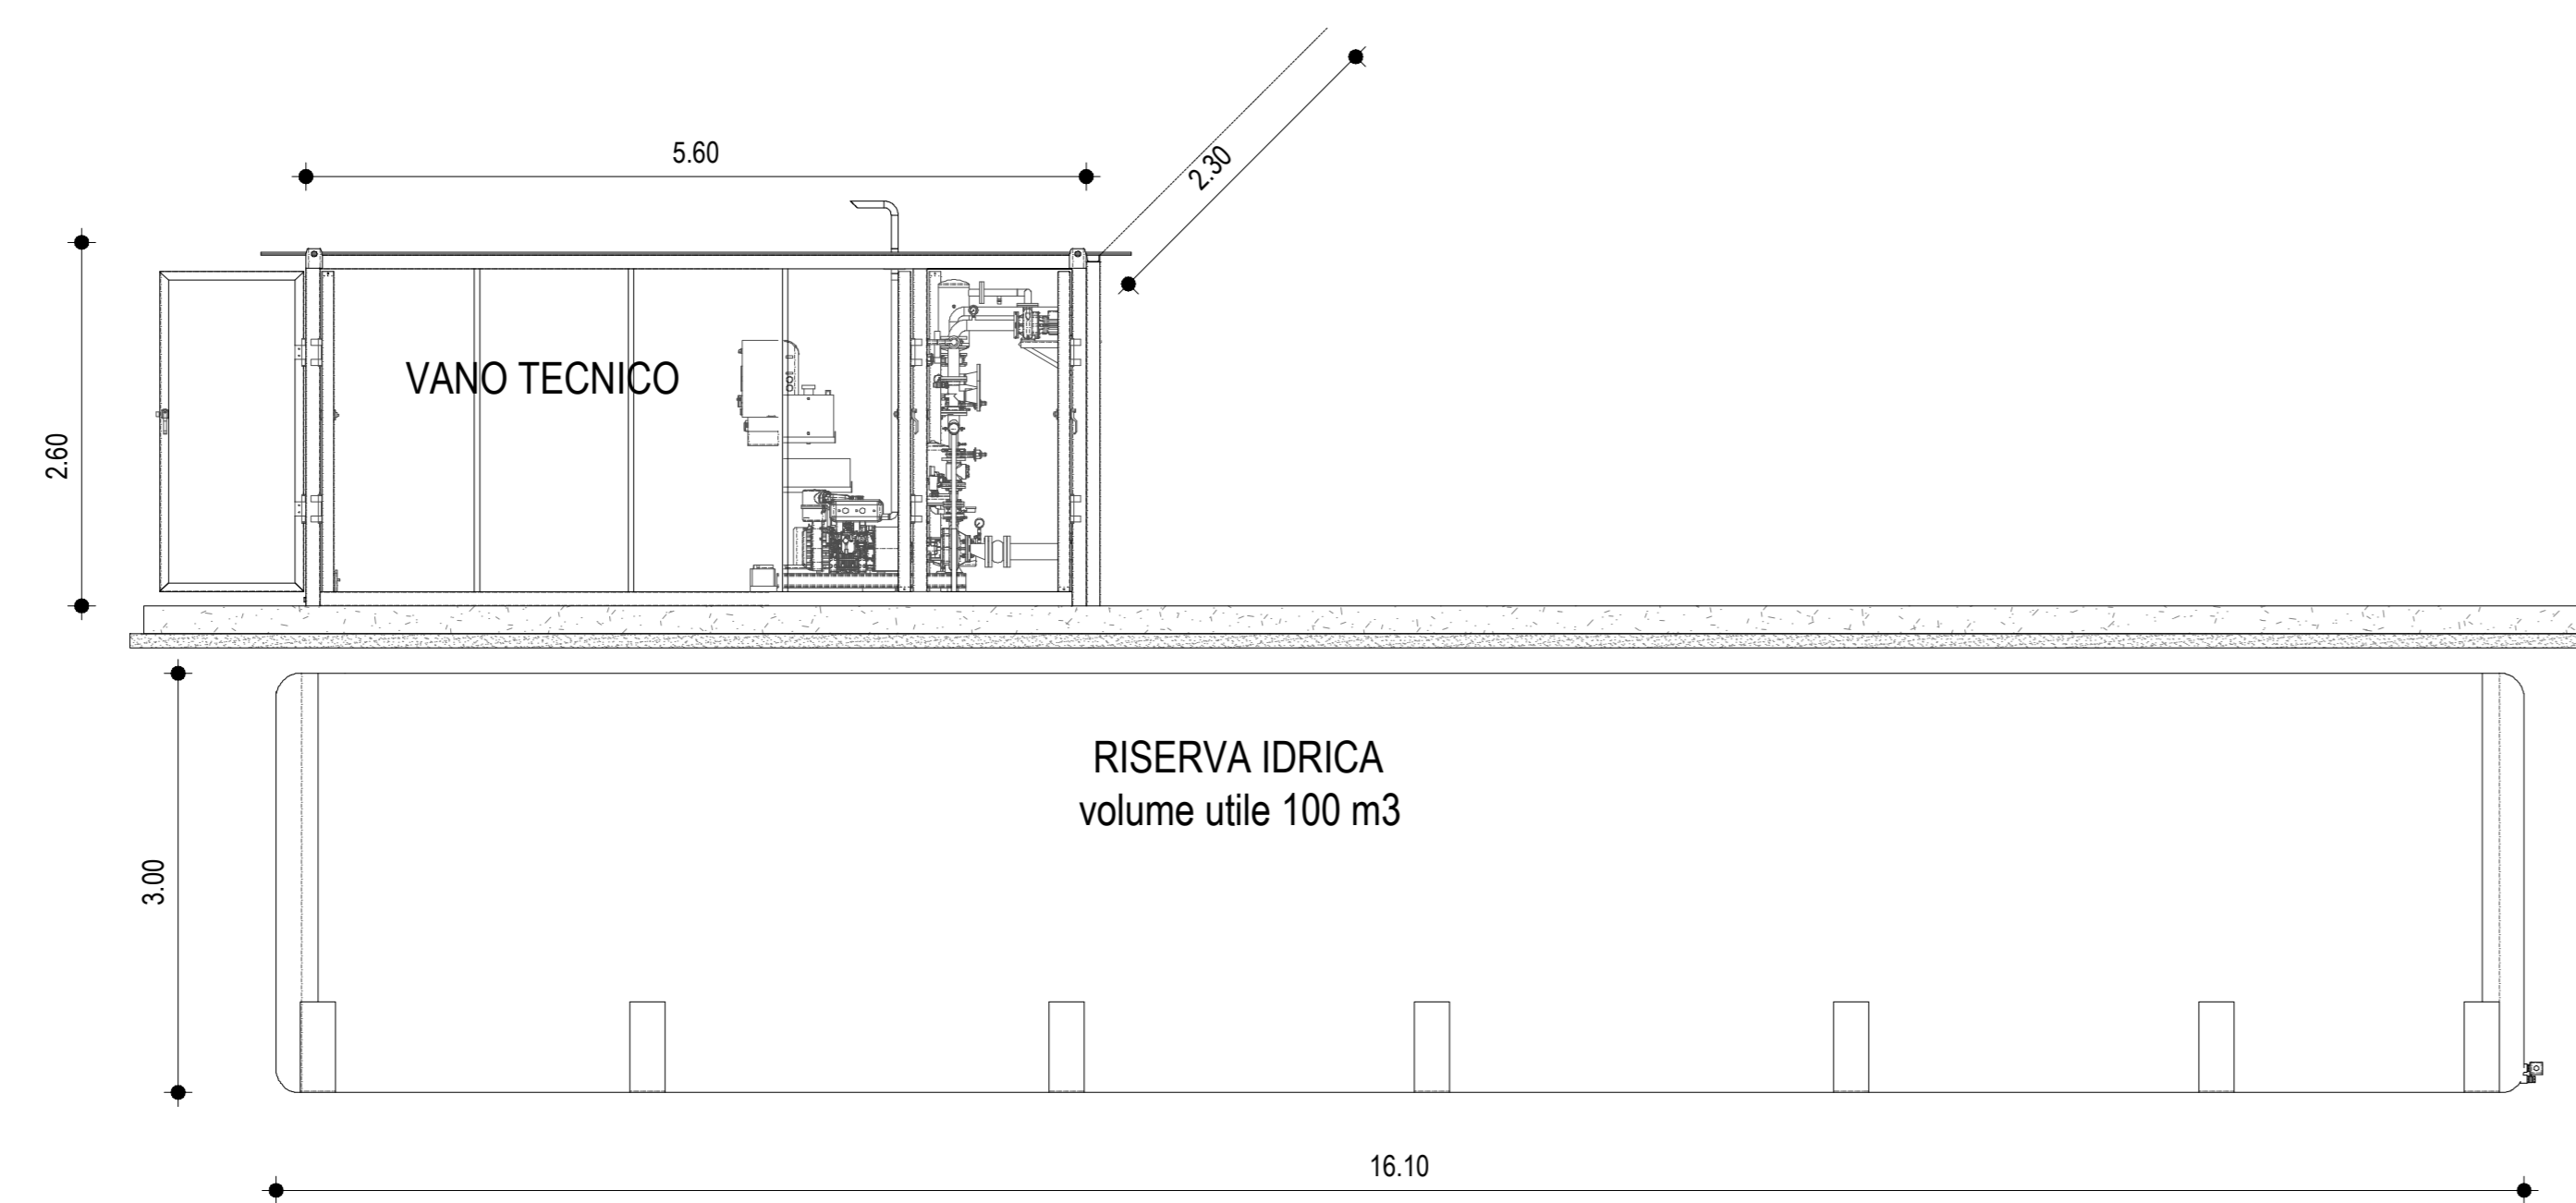 5.60
2.30
2.60
VANO TECNICO
RISERVA IDRICA
volume utile 100 m3
3.00
16.10